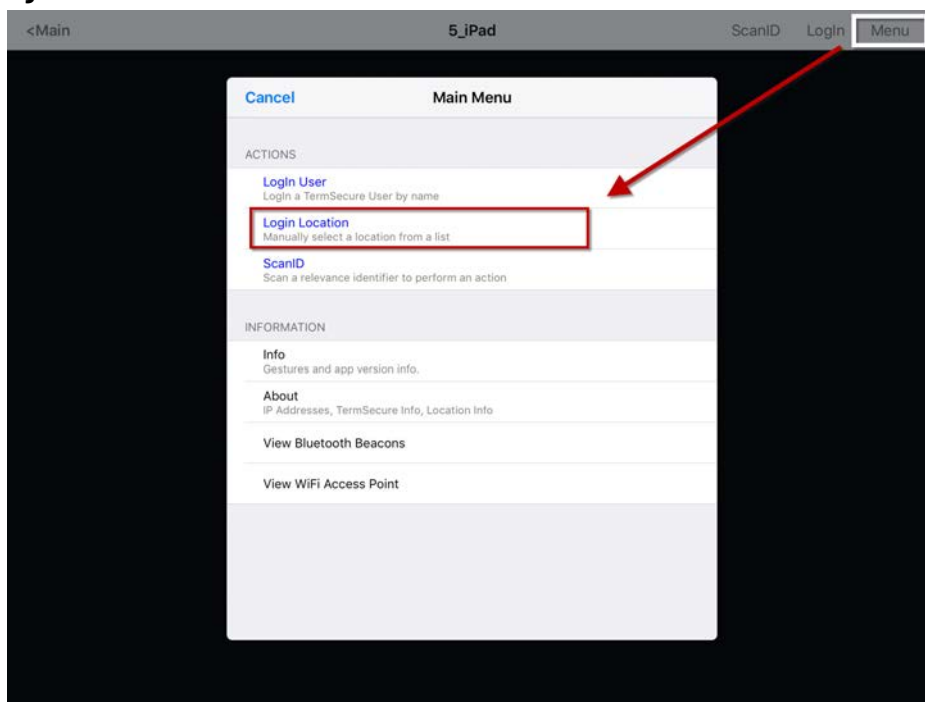 <Main 5_iPad ScanID LogIn Menu
Cancel Main Menu
ACTIONS
LogIn User
LogIn a TermSecure User by name
Login Location
Manually select a location from a list
ScanID
Scan a relevance identifier to perform an action
INFORMATION
Info
Gestures and app version info.
About
IP Addresses, TermSecure Info, Location Info
View Bluetooth Beacons
View WiFi Access Point